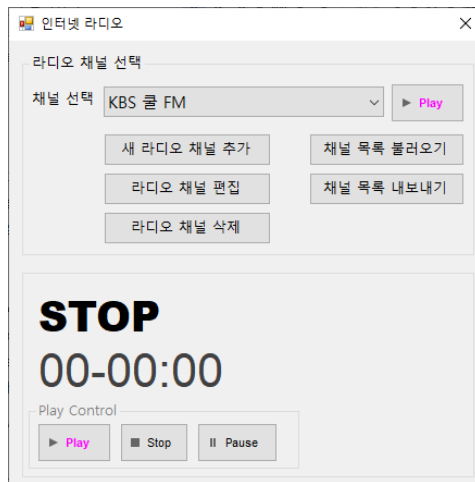 인터넷 라디오
라디오 채널 선택
채널 선택 KBS 쿨 FM Play
새 라디오 채널 추가 채널 목록 불러오기
라디오 채널 편집 채널 목록 내보내기
라디오 채널 삭제
STOP
00-00:00
Play Control
Play Stop Pause